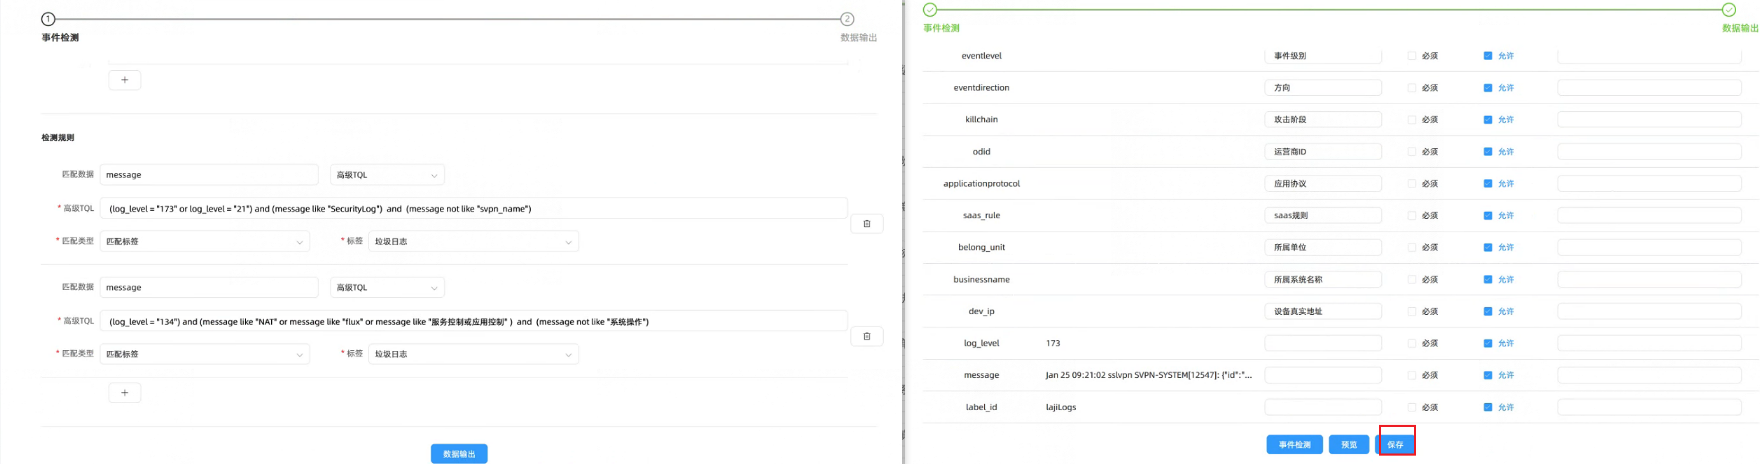 1
2
事件检测
数据输出
+
检测规则
匹配数据 message 高级TQL
* 高级TQL (log_level = "173" or log_level = "21") and (message like "SecurityLog") and (message not like "svpn_name")
* 匹配类型 匹配标签 * 标签 垃圾日志
匹配数据 message 高级TQL
* 高级TQL (log_level = "134") and (message like "NAT" or message like "flux" or message like "服务控制或应用控制" ) and (message not like "系统操作")
* 匹配类型 匹配标签 * 标签 垃圾日志
+
数据输出
事件检测
数据输出
eventlevel 事件级别 必须 允许
eventdirection 方向 必须 允许
killchain 攻击阶段 必须 允许
odid 运营商ID 必须 允许
applicationprotocol 应用协议 必须 允许
saas_rule saas规则 必须 允许
belong_unit 所属单位 必须 允许
businessname 所属系统名称 必须 允许
dev_ip 设备真实地址 必须 允许
log_level 173 必须 允许
message Jan 25 09:21:02 sslvpn SVPN-SYSTEM[12547]: {"id":"... 必须 允许
label_id lajiLogs 必须 允许
事件检测 预览 保存